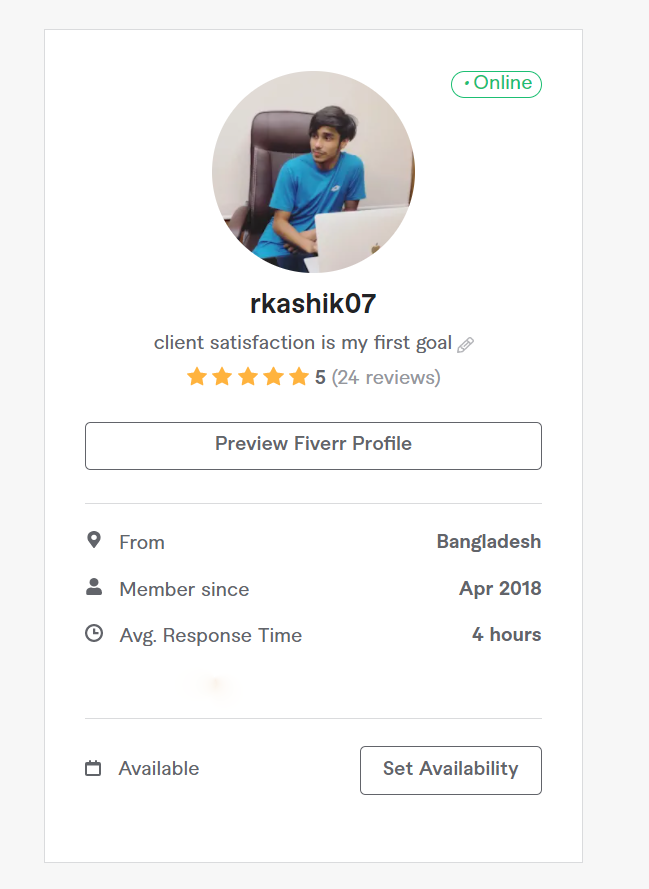 Online
rkashik07
client satisfaction is my first goal
5 (24 reviews)
Preview Fiverr Profile
From Bangladesh
Member since Apr 2018
Avg. Response Time 4 hours
Available Set Availability